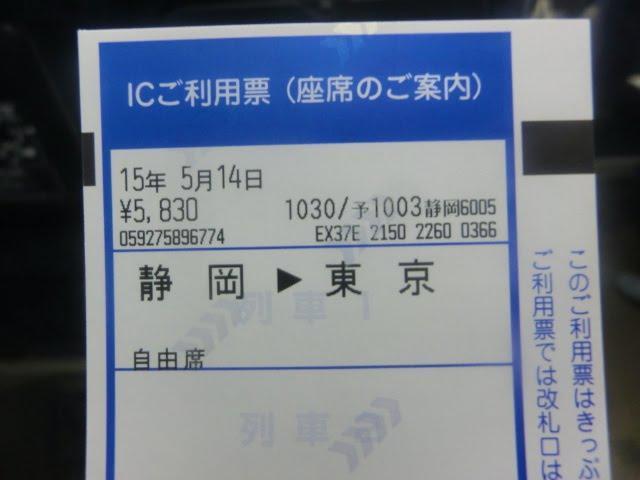 ICご利用票（座席のご案内）
15年 5月14日
¥5,830 1030/予1003静岡6005
059275896774 EX37E 2150 2260 0366
静岡▶東京
列車1
自由席
列車
このご利用票はきっぷ
ご利用票では改札口は